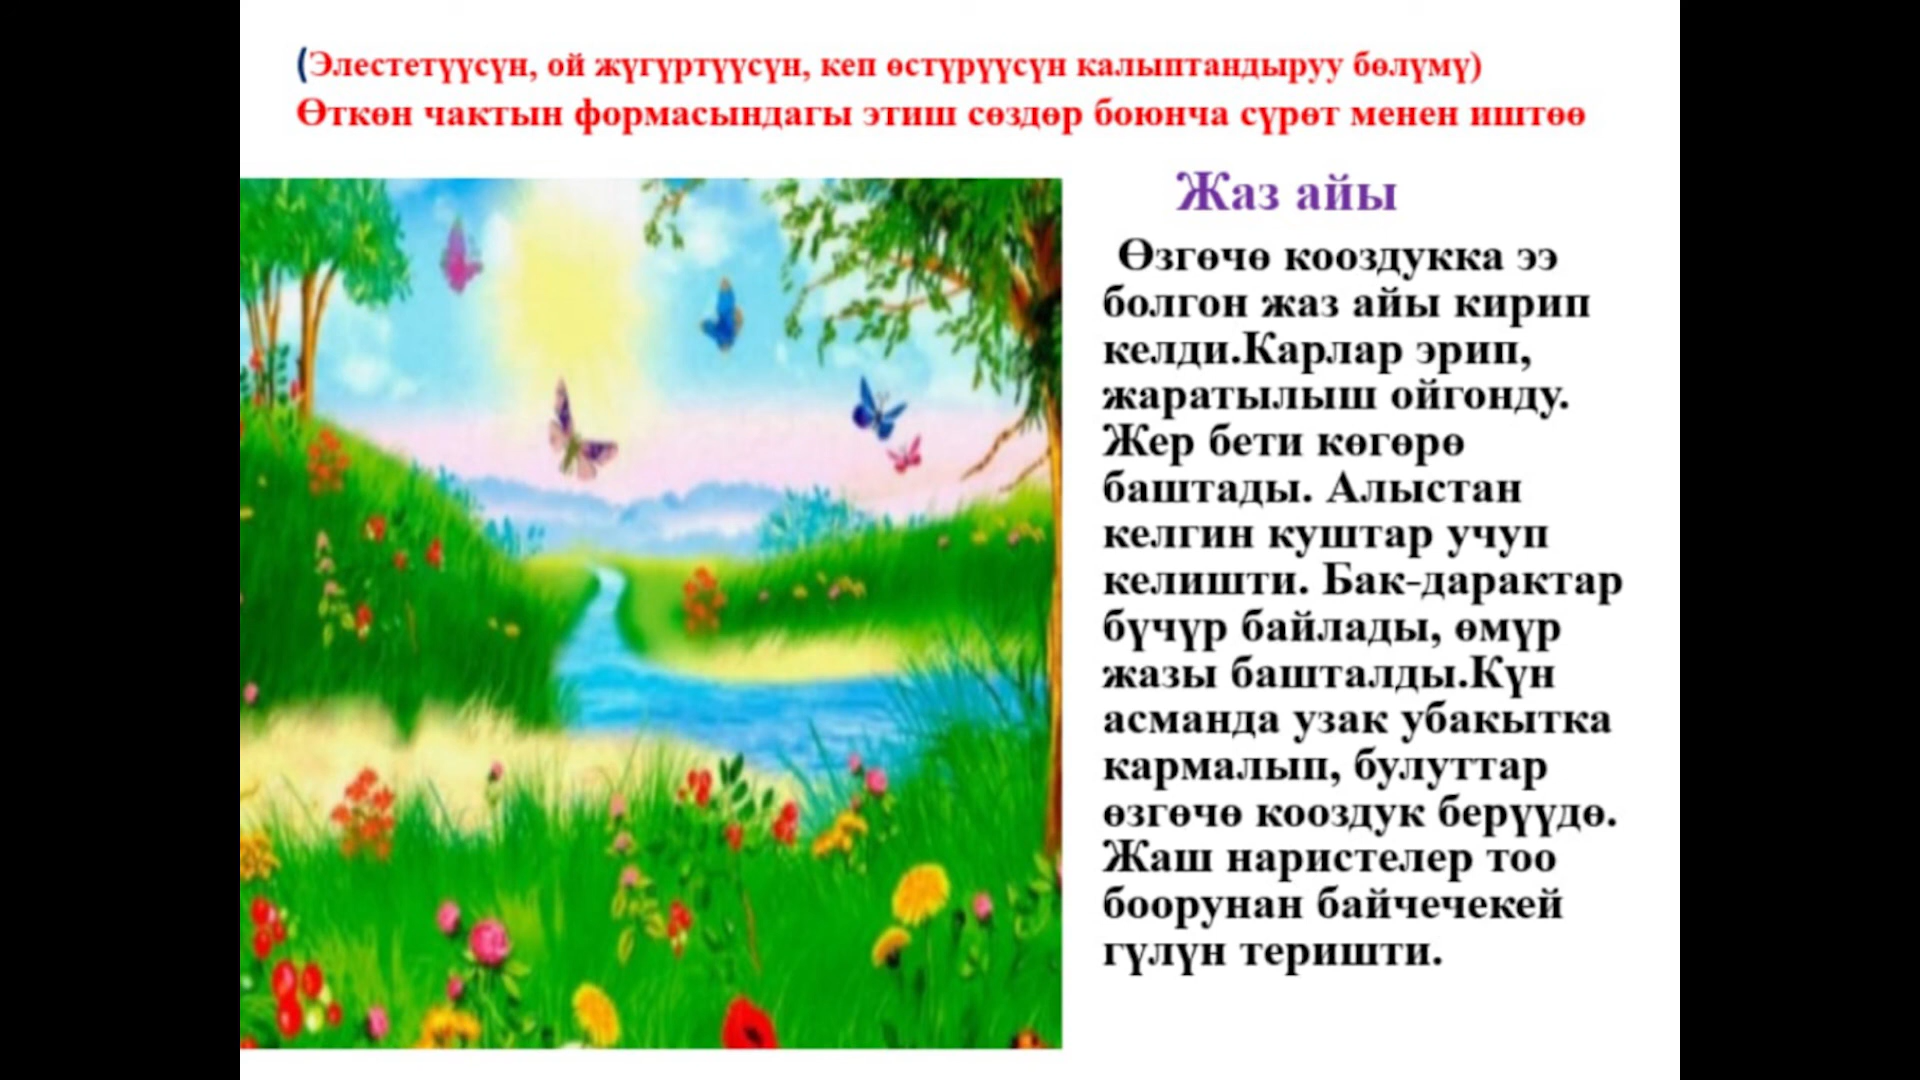 (Элестетүүсүн, ой жүгүртүүсүн, кеп өстүрүүсүн калыптандыруу бөлүмү)
Өткөн чактын формасындагы этиш сөздөр боюнча сүрөт менен иштөө
Жаз айы
Өзгөчө кооздукка ээ
болгон жаз айы кирип
келди.Карлар эрип,
жаратылыш ойгонду.
Жер бети көгөрө
баштады. Алыстан
келгин куштар учуп
келишти. Бак-дарактар
бүчүр байлады, өмүр
жазы башталды.Күн
асманда узак убакытка
кармалып, булуттар
өзгөчө кооздук берүүдө.
Жаш наристелер тоо
боорунан байчечекей
гүлүн теришти.